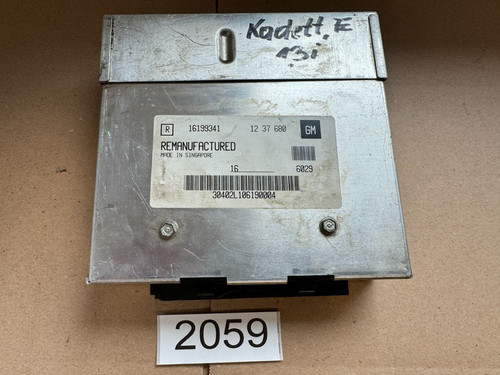 Kadett, E
1.3i
R 16199341 12 37 680 GM
REMANUFACTURED
MADE IN SINGAPORE
16 6029
30402L106190004
2059